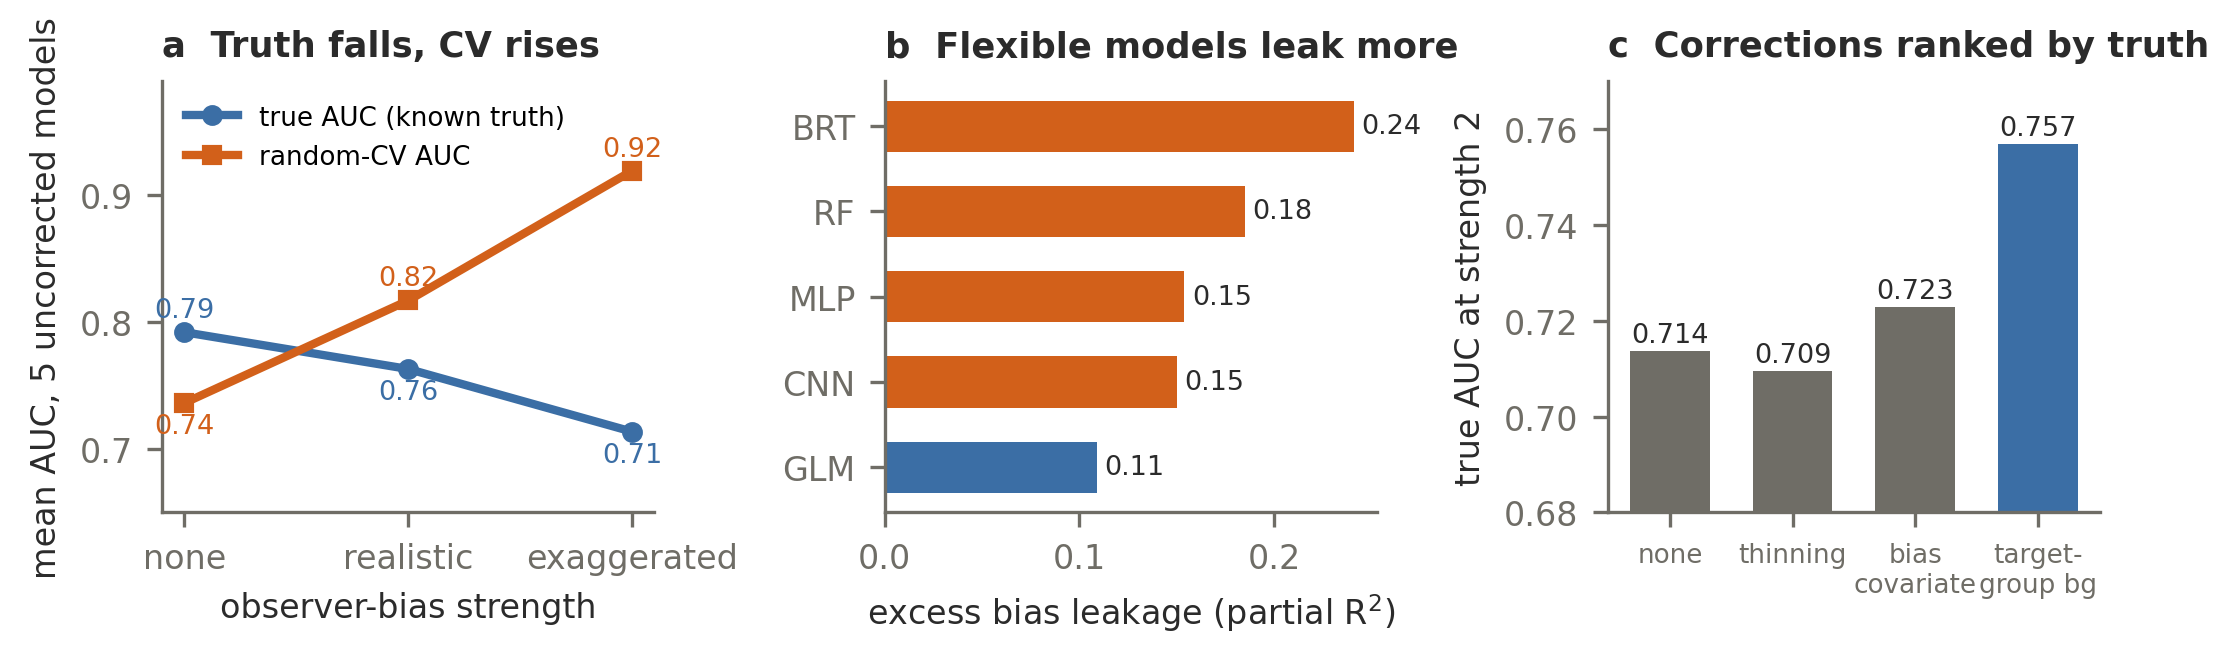 a Truth falls, CV rises
mean AUC, 5 uncorrected models
true AUC (known truth)
random-CV AUC
0.9
0.8
0.7
0.79
0.74
0.82
0.76
0.92
0.71
none
realistic
exaggerated
observer-bias strength
b Flexible models leak more
BRT
0.24
RF
0.18
MLP
0.15
CNN
0.15
GLM
0.11
0.0
0.1
0.2
excess bias leakage (partial R²)
c Corrections ranked by truth
true AUC at strength 2
0.76
0.74
0.72
0.70
0.68
0.714
0.709
0.723
0.757
none
thinning
bias
covariate
target-
group bg